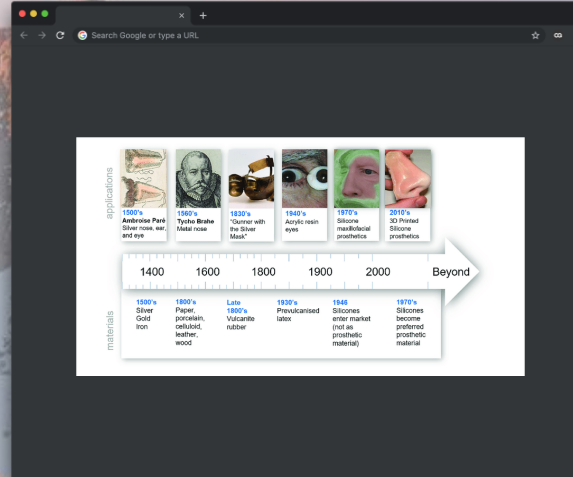 Search Google or type a URL
applications
1500's
Ambroise Parè
Silver nose, ear,
and eye
1560's
Tycho Brahe
Metal nose
1830's
"Gunner with
the Silver
Mask"
1940's
Acrylic resin
eyes
1970's
Silicone
maxillofacial
prosthetics
2010's
3D Printed
Silicone
prosthetics
1400 1600 1800 1900 2000 Beyond
materials
1500's
Silver
Gold
Iron
1800's
Paper,
porcelain,
celluloid,
leather,
wood
Late
1800's
Vulcanite
rubber
1930's
Prevulcanised
latex
1946
Silicones
enter market
(not as
prosthetic
material)
1970's
Silicones
become
preferred
prosthetic
material